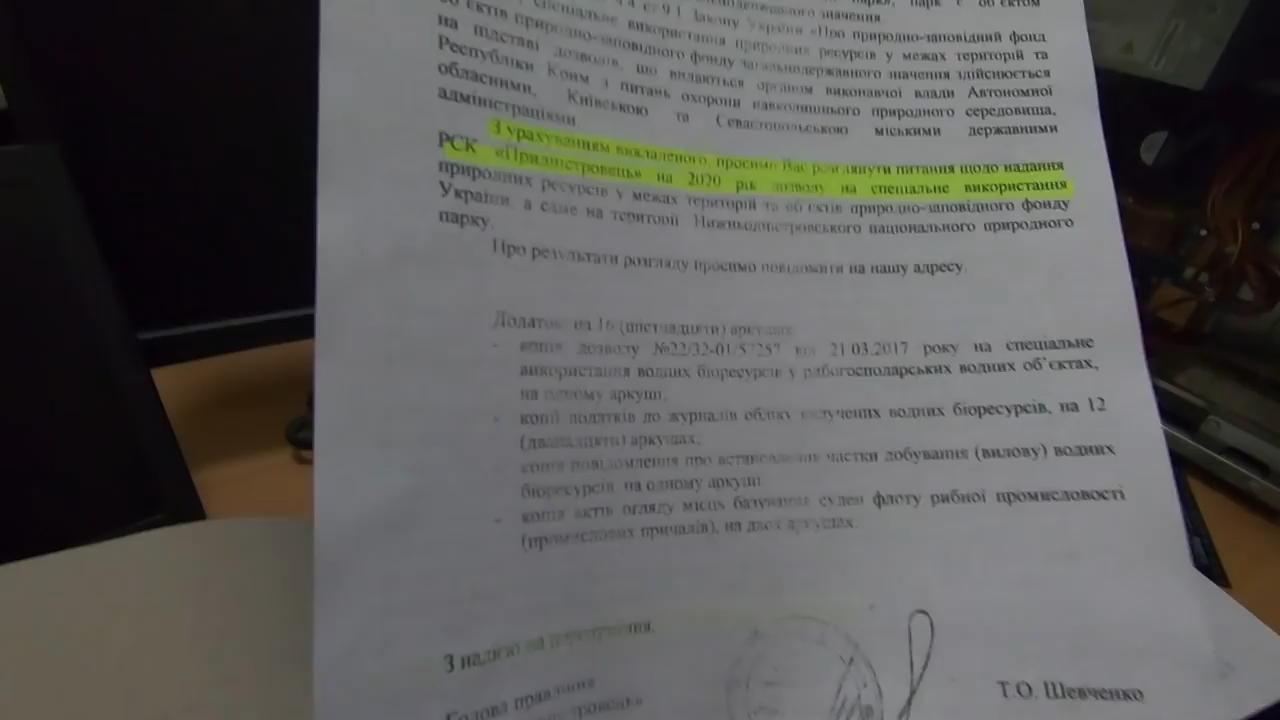 парк є об'єктом
загальнодержавного значення
ст 9 1 Закону України «Про природно-заповідний фонд
спеціальне використання природних ресурсів у межах територій та
об'єктів природно-заповідного фонду загальнодержавного значення здійснюється
на підставі дозволів, що видаються органом виконавчої влади Автономної
Республіки Крим з питань охорони навколишнього природного середовища,
обласними, Київською та Севастопольською міськими державними
адміністраціями
З урахуванням викладеного, просимо Вас розглянути питання щодо надання
РСК «Придністровець» на 2020 рік дозволу на спеціальне використання
природних ресурсів у межах територій та об'єктів природно-заповідного фонду
України, а саме на території Нижньодністровського національного природного
парку.
Про результати розгляду просимо повідомити на нашу адресу.
Додаток: на 16 (шістнадцяти) аркушах:
- копія дозволу №22/32-01/57257 від 21.03.2017 року на спеціальне
використання водних біоресурсів у рибогосподарських водних об'єктах,
на одному аркуші;
- копії додатків до журналів обліку вилучених водних біоресурсів, на 12
(дванадцяти) аркушах;
- копія повідомлення про встановлення частки добування (вилову) водних
біоресурсів, на одному аркуші
- копія актів огляду місць базування суден флоту рибної промисловості
(промислових причалів), на двох аркушах.
З надією на порозуміння,
Голова правління
Т.О. Шевченко